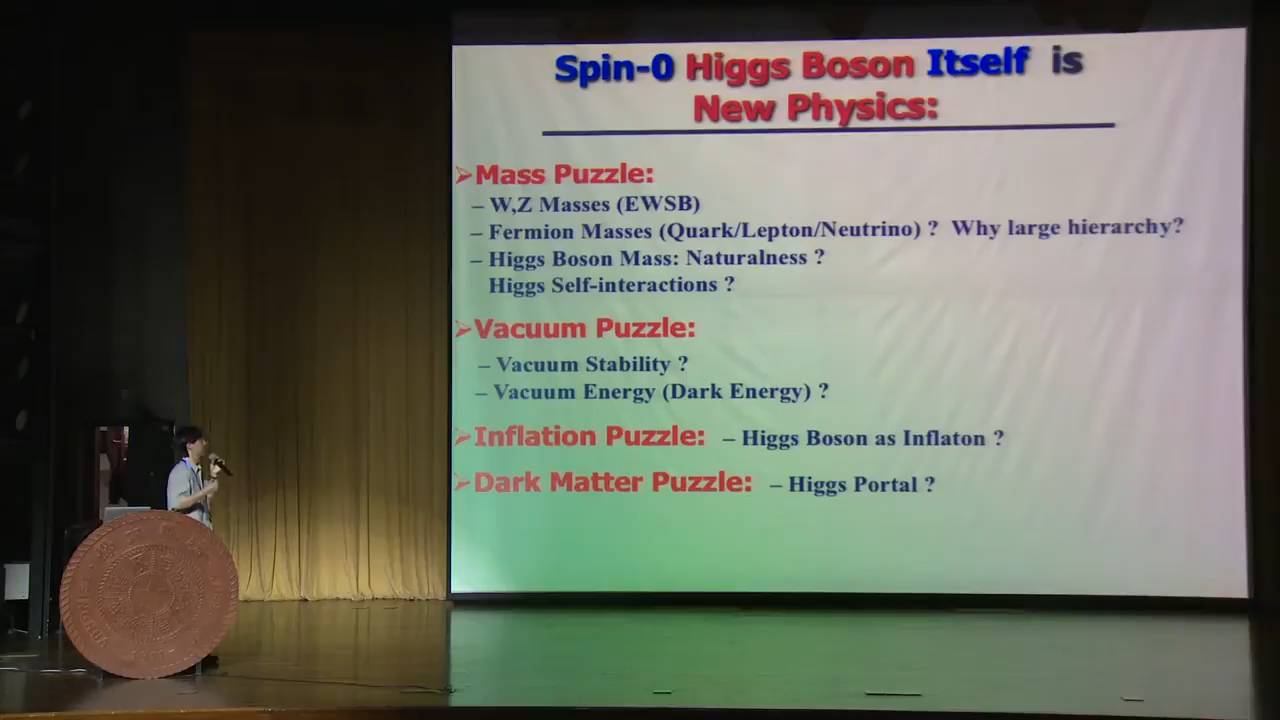 Spin-0 Higgs Boson Itself is
New Physics:
➢Mass Puzzle:
– W,Z Masses (EWSB)
– Fermion Masses (Quark/Lepton/Neutrino) ? Why large hierarchy?
– Higgs Boson Mass: Naturalness ?
Higgs Self-interactions ?
➢Vacuum Puzzle:
– Vacuum Stability ?
– Vacuum Energy (Dark Energy) ?
➢Inflation Puzzle: – Higgs Boson as Inflaton ?
➢Dark Matter Puzzle: – Higgs Portal ?